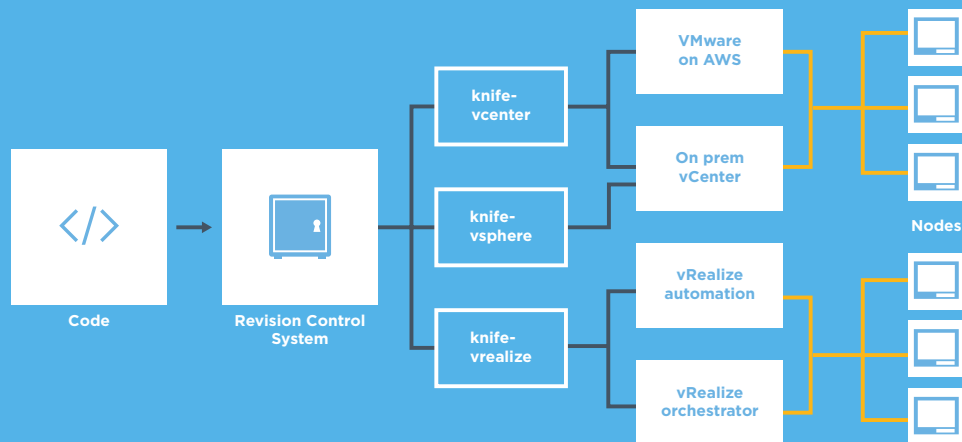 Code
Revision Control
System
knife-
vcenter
knife-
vsphere
knife-
vrealize
VMware
on AWS
On prem
vCenter
vRealize
automation
vRealize
orchestrator
Nodes